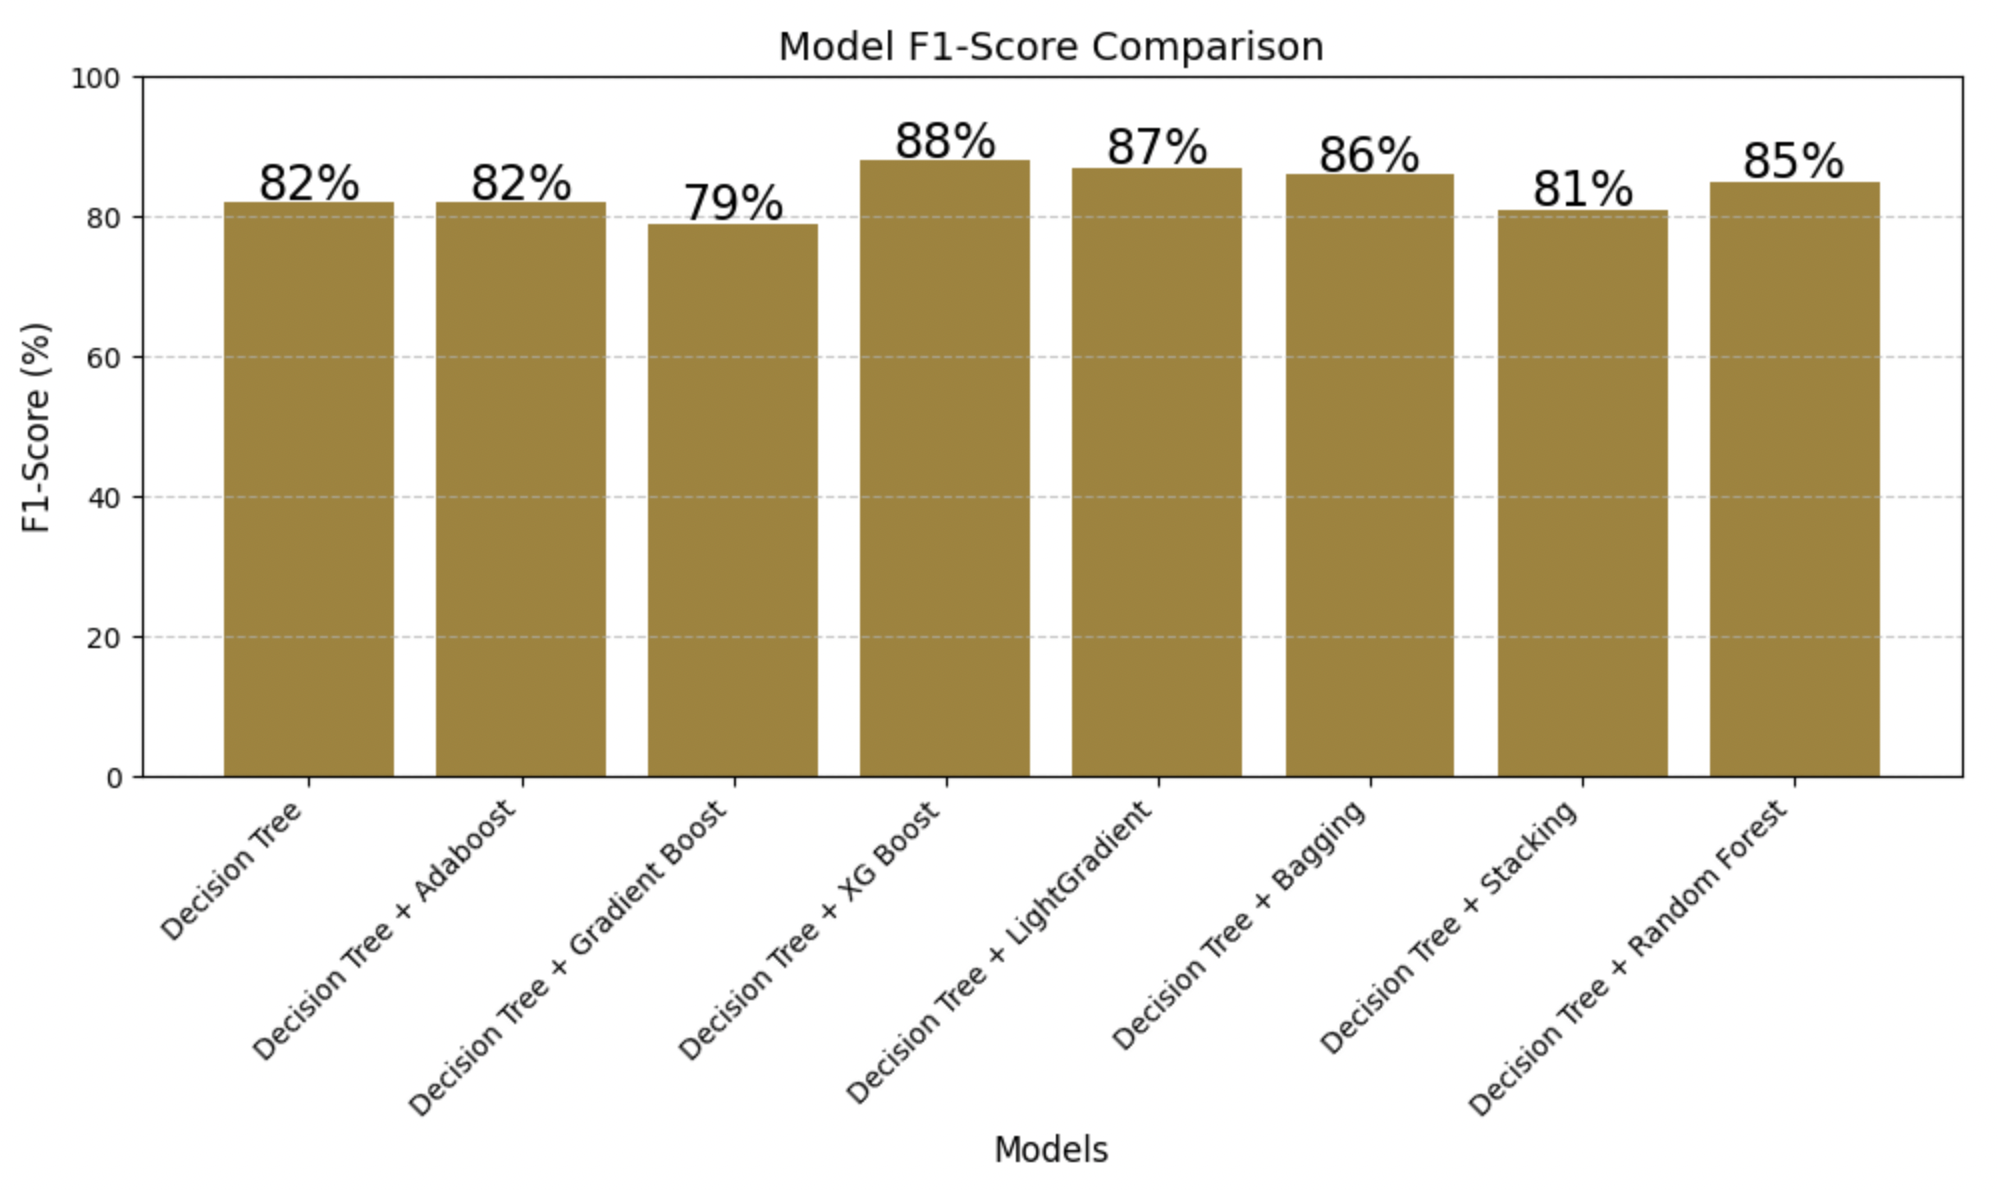 Model F1-Score Comparison
F1-Score (%)
100
80
60
40
20
0
82%
82%
79%
88%
87%
86%
81%
85%
Decision Tree
Decision Tree + Adaboost
Decision Tree + Gradient Boost
Decision Tree + XG Boost
Decision Tree + LightGradient
Decision Tree + Bagging
Decision Tree + Stacking
Decision Tree + Random Forest
Models